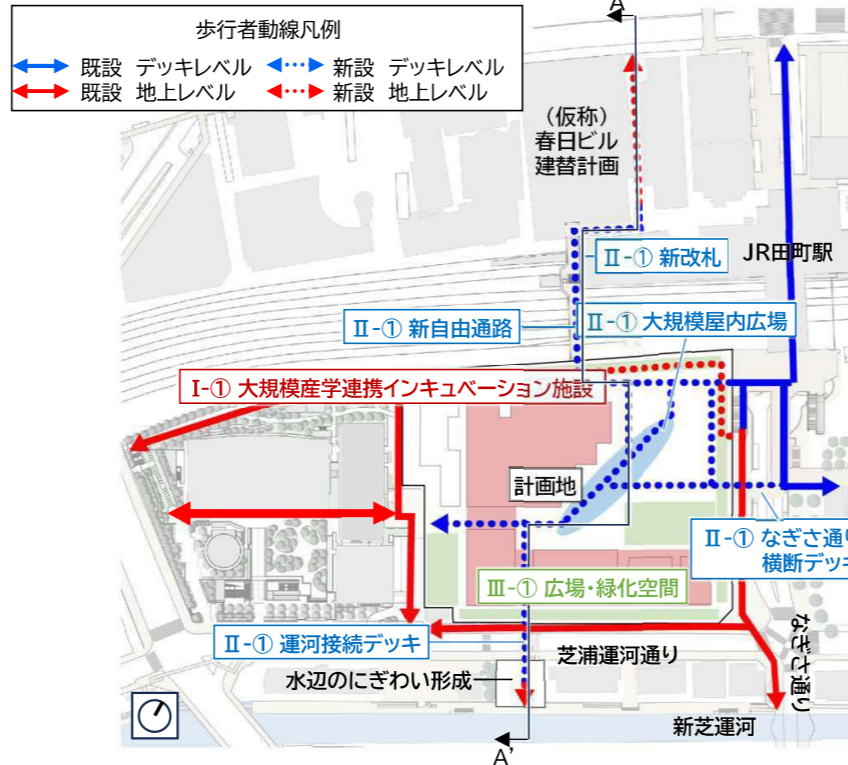 A
歩行者動線凡例
既設 デッキレベル 新設 デッキレベル
既設 地上レベル 新設 地上レベル
(仮称)
春日ビル
建替計画
Ⅱ-① 新改札
JR田町駅
Ⅱ-① 新自由通路
Ⅱ-① 大規模屋内広場
Ⅰ-① 大規模産学連携インキュベーション施設
計画地
Ⅱ-① なぎさ通り
横断デッキ
Ⅲ-① 広場・緑化空間
Ⅱ-① 運河接続デッキ
芝浦運河通り
なぎさ通り
水辺のにぎわい形成
新芝運河
A'